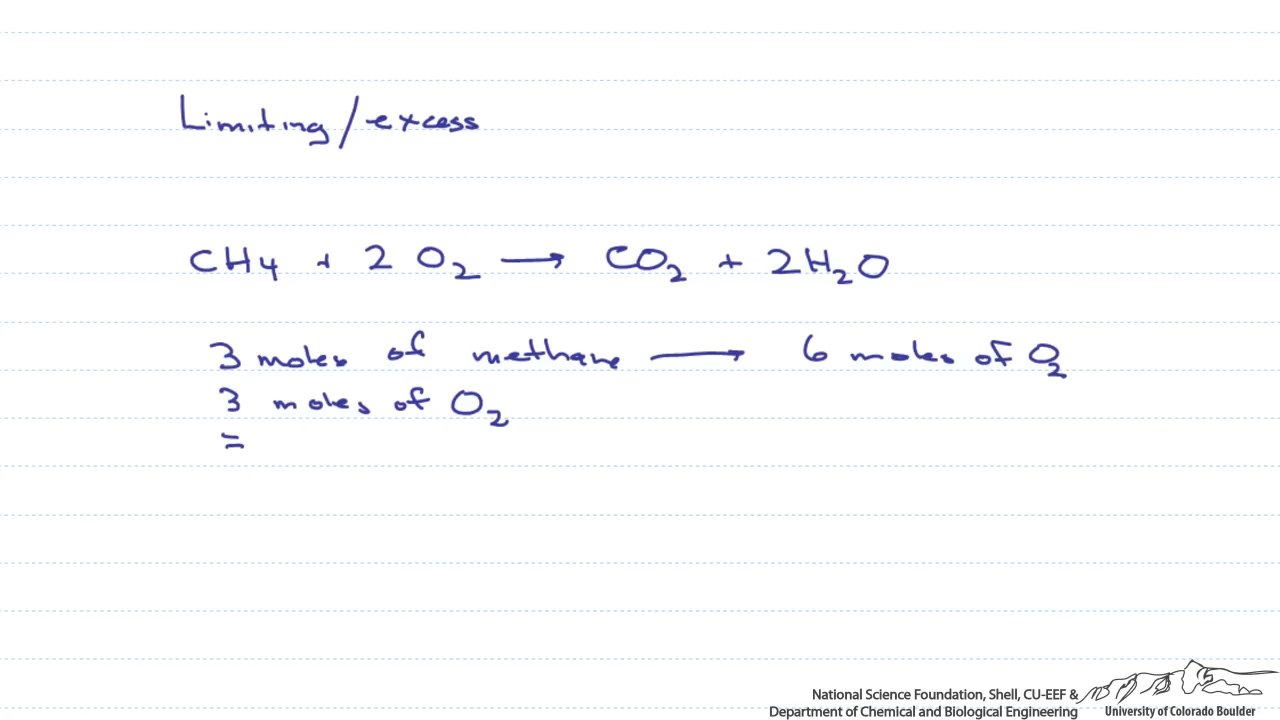 Limiting/excess
CH4 + 2 O₂ → CO₂ + 2H₂O
3 moles of methane → 6 moles of O₂
3 moles of O₂
=
National Science Foundation, Shell, CU-EEF &
Department of Chemical and Biological Engineering
University of Colorado Boulder